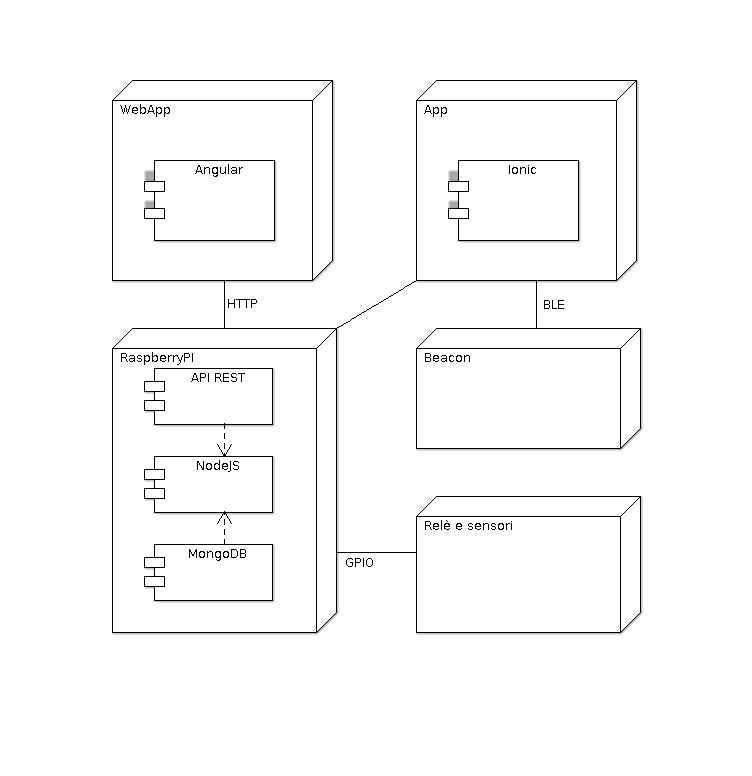 WebApp
App
Angular
Ionic
HTTP
BLE
RaspberryPI
Beacon
API REST
NodeJS
Relè e sensori
MongoDB
GPIO